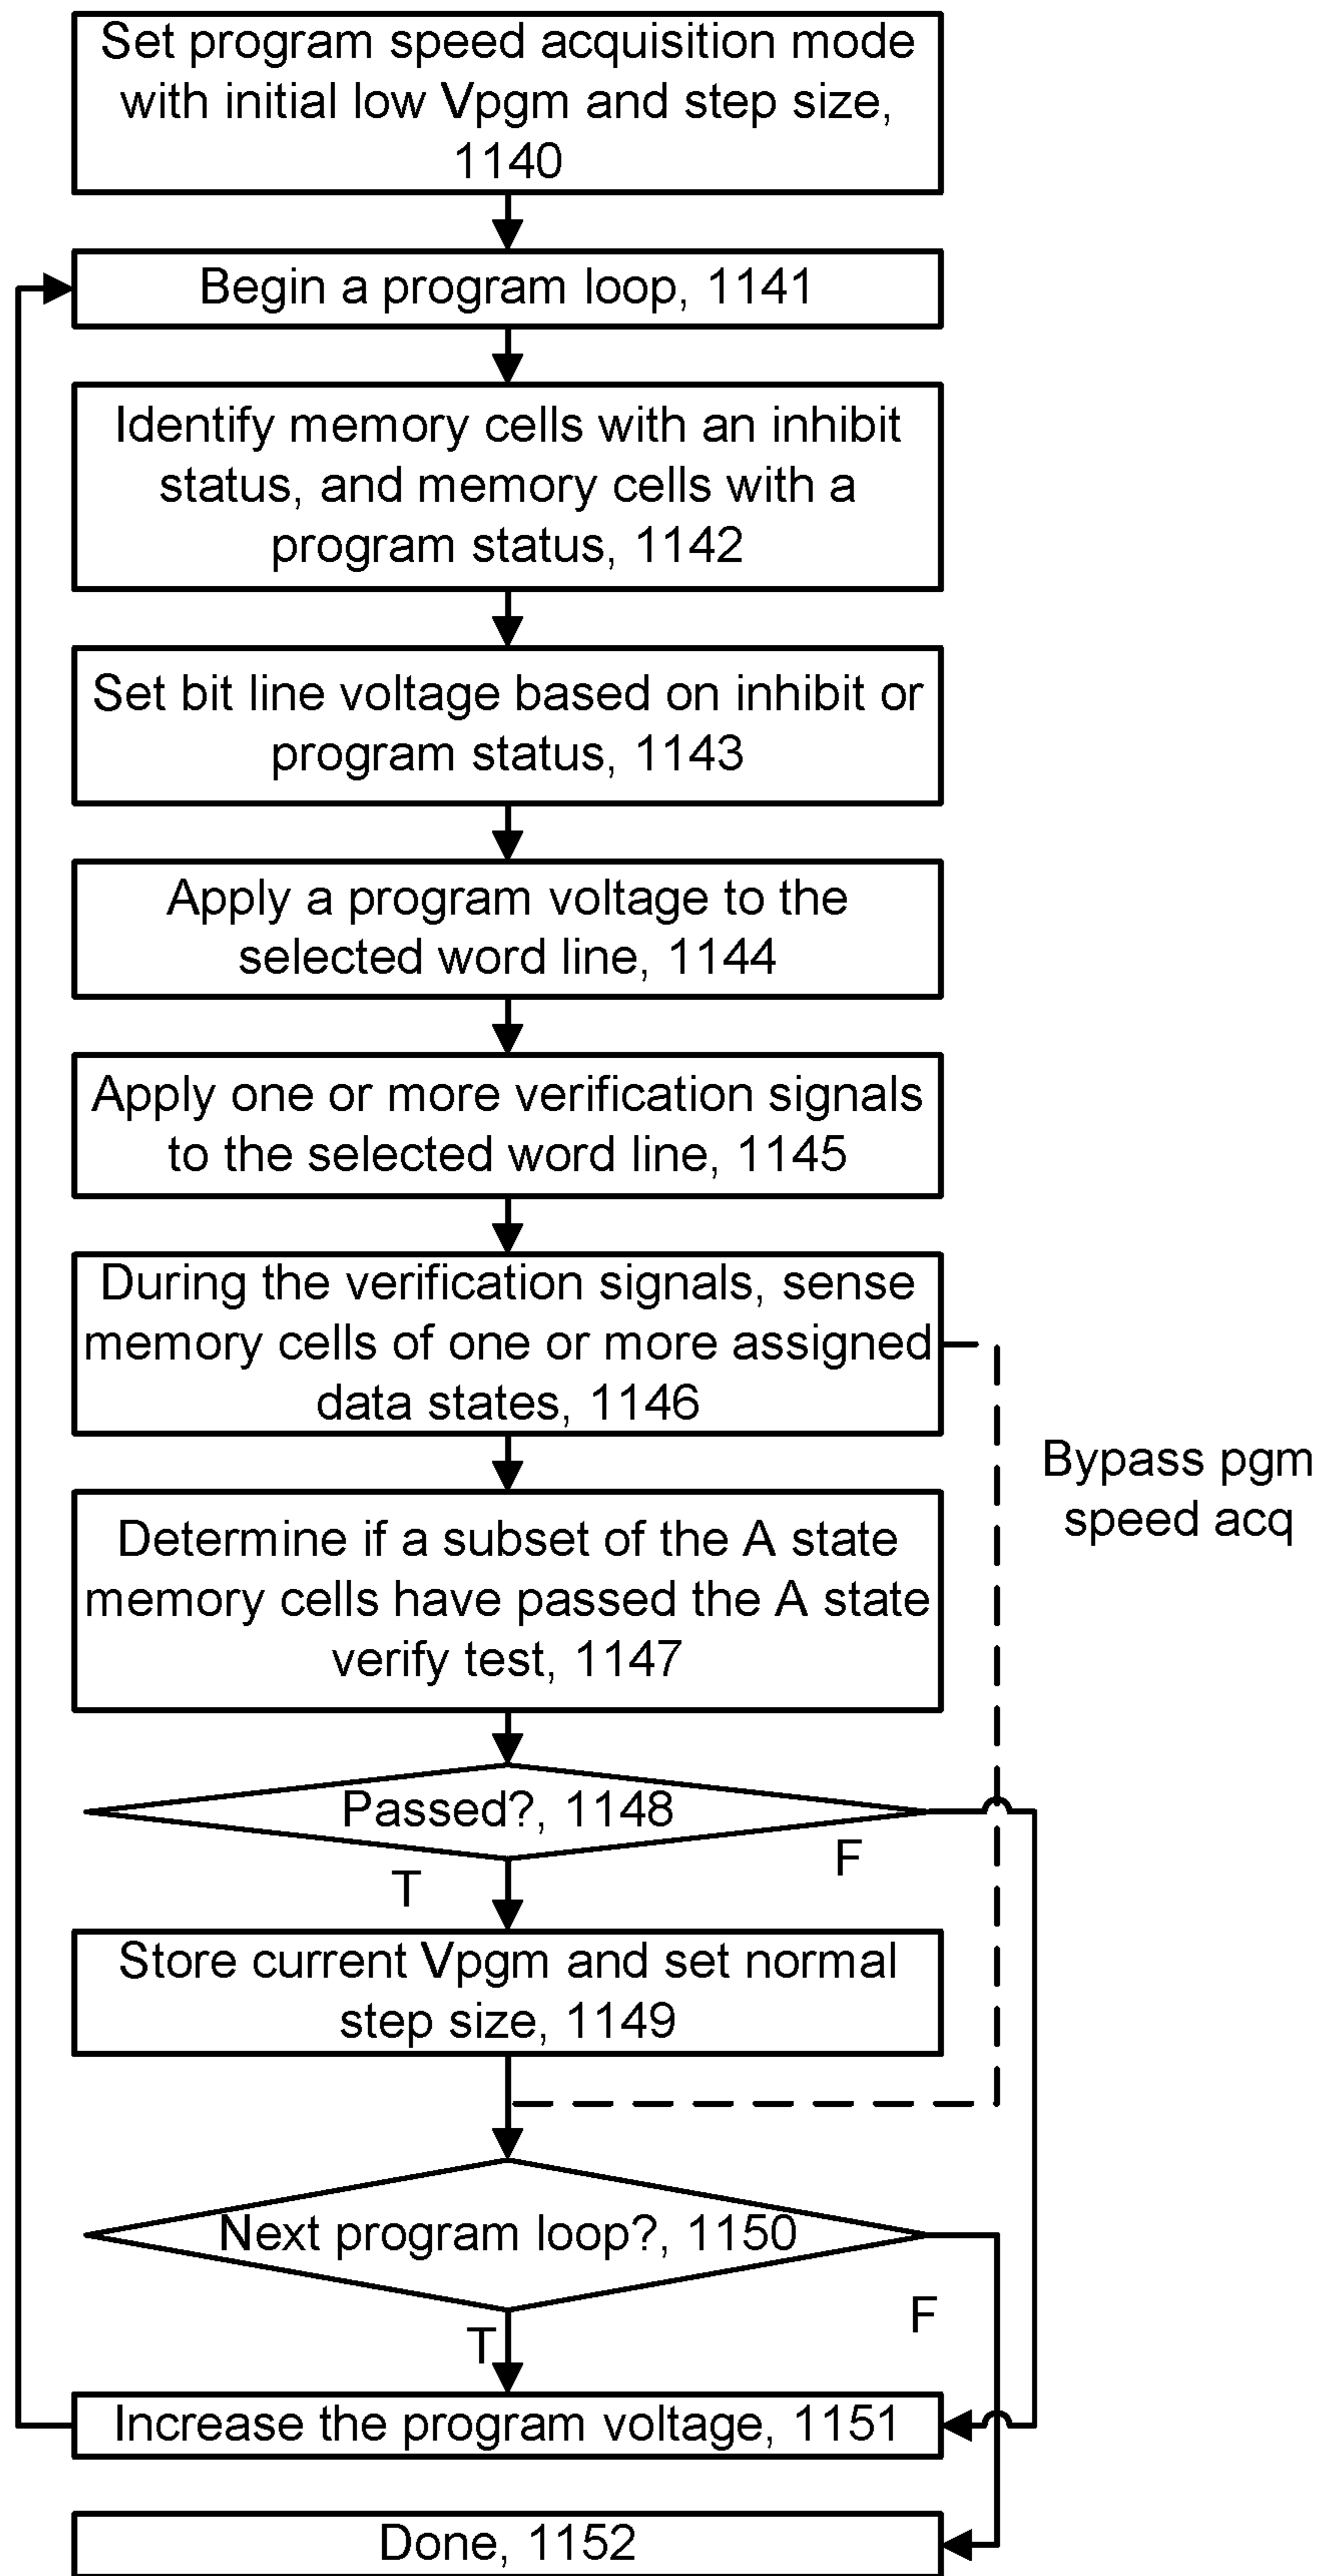 Set program speed acquisition mode
with initial low Vpgm and step size,
1140
Begin a program loop, 1141
Identify memory cells with an inhibit
status, and memory cells with a
program status, 1142
Set bit line voltage based on inhibit or
program status, 1143
Apply a program voltage to the
selected word line, 1144
Apply one or more verification signals
to the selected word line, 1145
During the verification signals, sense
memory cells of one or more assigned
data states, 1146
Bypass pgm
speed acq
Determine if a subset of the A state
memory cells have passed the A state
verify test, 1147
Passed?, 1148
F
T
Store current Vpgm and set normal
step size, 1149
Next program loop?, 1150
F
T
Increase the program voltage, 1151
Done, 1152